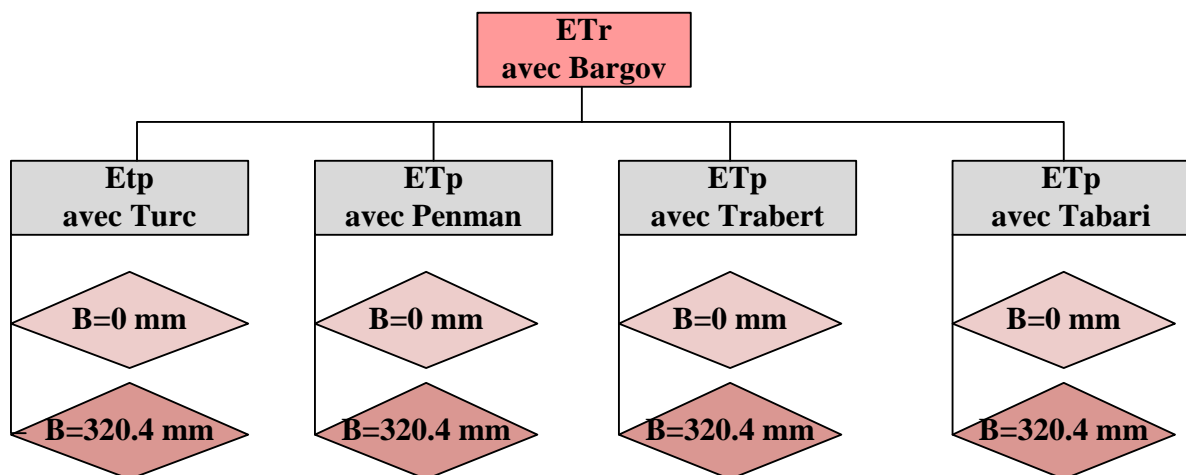 ETr
avec Bargov
Etp
avec Turc
ETp
avec Penman
ETp
avec Trabert
ETp
avec Tabari
B=0 mm
B=0 mm
B=0 mm
B=0 mm
B=320.4 mm
B=320.4 mm
B=320.4 mm
B=320.4 mm